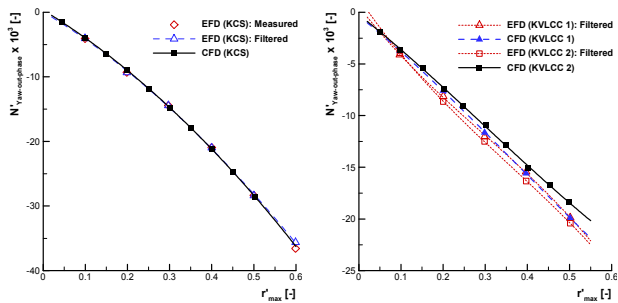 EFD (KCS): Measured
EFD (KCS): Filtered
CFD (KCS)
N'Yaw-out-phase x 10³
0
-10
-20
-30
-40
0 0.1 0.2 0.3 0.4 0.5 0.6
r'max [-]
EFD (KVLCC 1): Filtered
CFD (KVLCC 1)
EFD (KVLCC 2): Filtered
CFD (KVLCC 2)
N'Yaw-out-phase x 10³
0
-5
-10
-15
-20
-25
0 0.1 0.2 0.3 0.4 0.5 0.6
r'max [-]